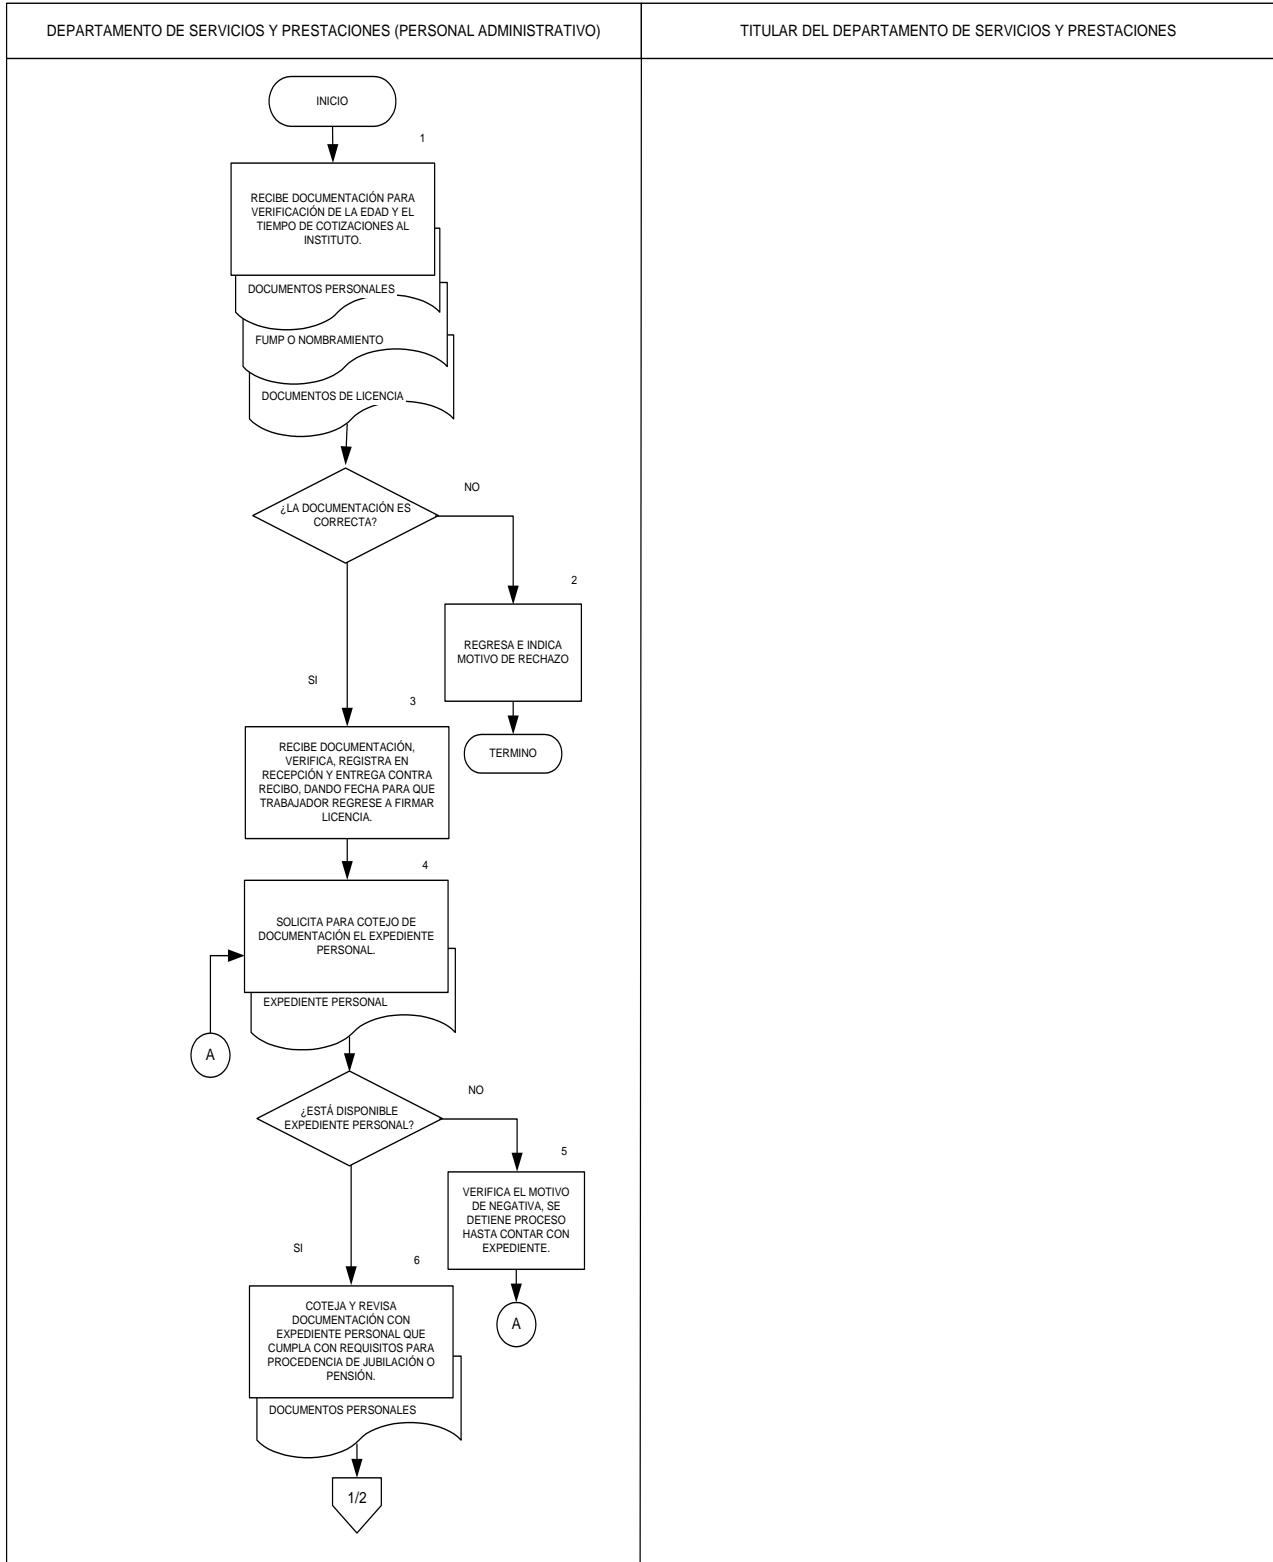 DEPARTAMENTO DE SERVICIOS Y PRESTACIONES (PERSONAL ADMINISTRATIVO)
TITULAR DEL DEPARTAMENTO DE SERVICIOS Y PRESTACIONES
INICIO
1
RECIBE DOCUMENTACIÓN PARA
VERIFICACIÓN DE LA EDAD Y EL
TIEMPO DE COTIZACIONES AL
INSTITUTO.
DOCUMENTOS PERSONALES
FUMP O NOMBRAMIENTO
DOCUMENTOS DE LICENCIA
¿LA DOCUMENTACIÓN ES
CORRECTA?
NO
2
REGRESA E INDICA
MOTIVO DE RECHAZO
TERMINO
SI
3
RECIBE DOCUMENTACIÓN,
VERIFICA, REGISTRA EN
RECEPCIÓN Y ENTREGA CONTRA
RECIBO, DANDO FECHA PARA QUE
TRABAJADOR REGRESE A FIRMAR
LICENCIA.
4
SOLICITA PARA COTEJO DE
DOCUMENTACIÓN EL EXPEDIENTE
PERSONAL.
EXPEDIENTE PERSONAL
A
¿ESTÁ DISPONIBLE
EXPEDIENTE PERSONAL?
NO
5
VERIFICA EL MOTIVO
DE NEGATIVA, SE
DETIENE PROCESO
HASTA CONTAR CON
EXPEDIENTE.
A
SI
6
COTEJA Y REVISA
DOCUMENTACIÓN CON
EXPEDIENTE PERSONAL QUE
CUMPLA CON REQUISITOS PARA
PROCEDENCIA DE JUBILACIÓN O
PENSIÓN.
DOCUMENTOS PERSONALES
1/2